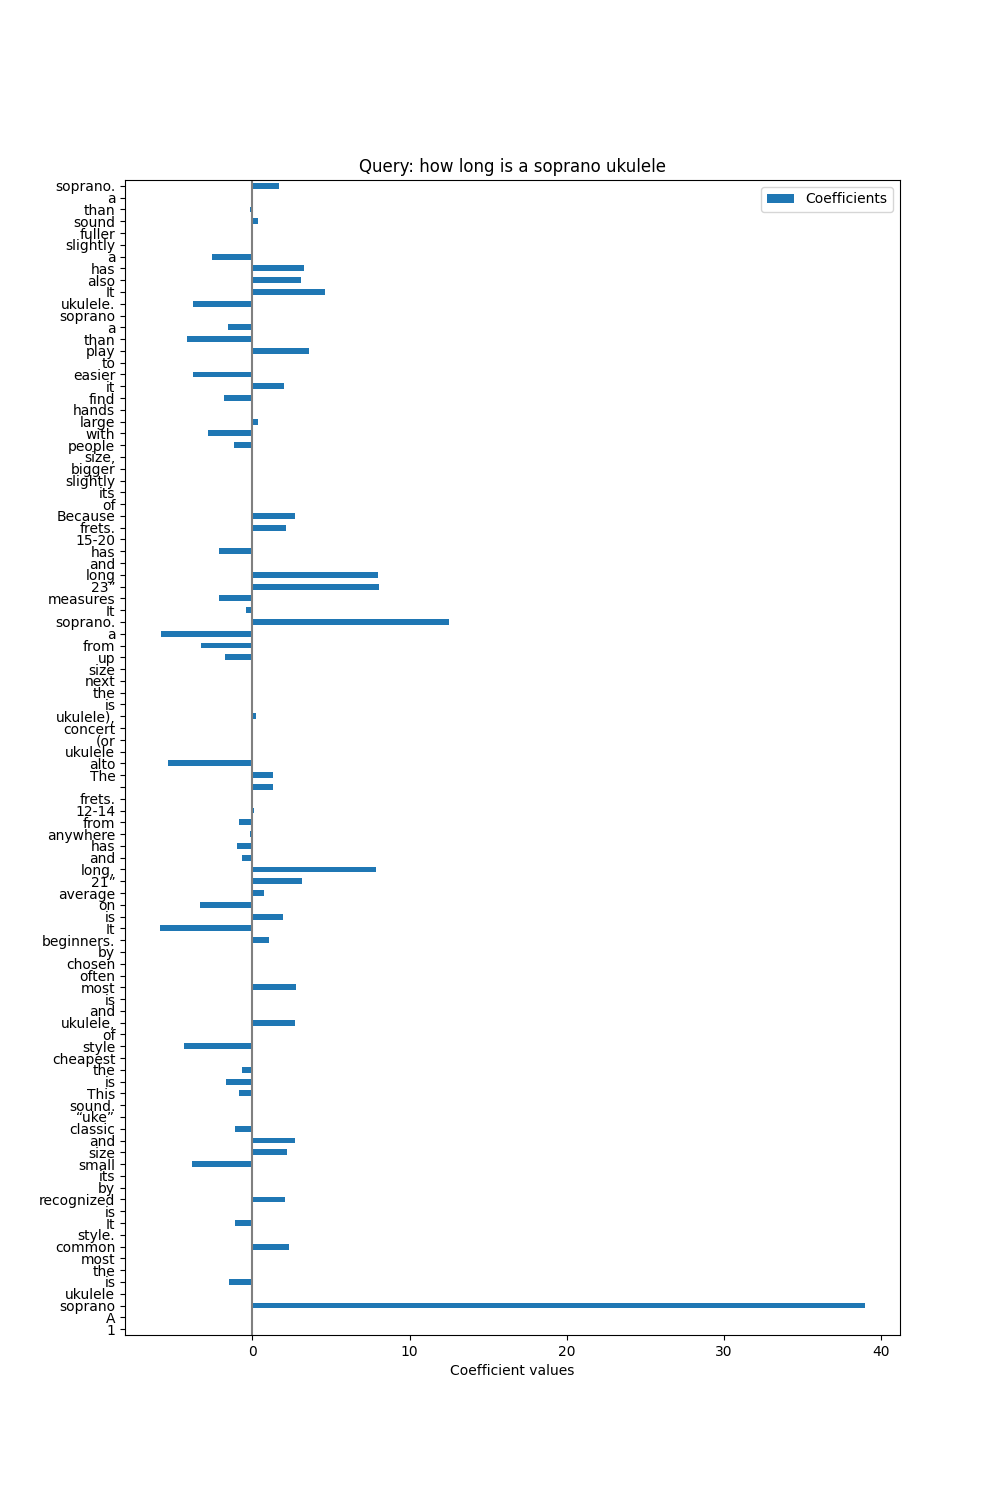 Query: how long is a soprano ukulele
Coefficients
soprano.
a
than
sound
fuller
slightly
a
has
also
It
ukulele.
soprano
a
than
play
to
easier
it
find
hands
large
with
people
size,
bigger
slightly
its
of
Because
frets.
15-20
has
and
long
23”
measures
It
soprano.
a
from
up
size
next
the
is
ukulele),
concert
(or
ukulele
alto
The
frets.
12-14
from
anywhere
has
and
long,
21”
average
on
is
It
beginners.
by
chosen
often
most
is
and
ukulele,
of
style
cheapest
the
is
This
sound.
“uke”
classic
and
size
small
its
by
recognized
is
It
style.
common
most
the
is
ukulele
soprano
A
1
0 10 20 30 40
Coefficient values